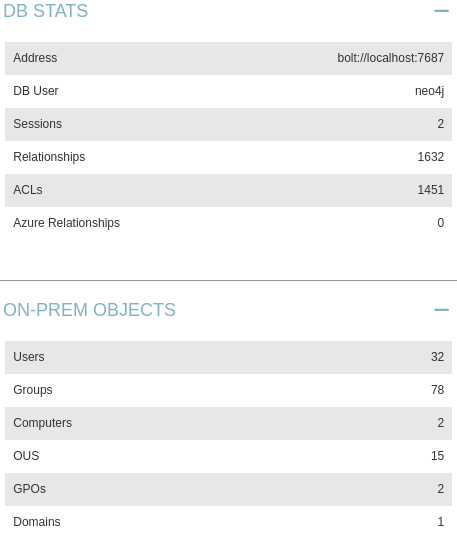 DB STATS
Address bolt://localhost:7687
DB User neo4j
Sessions 2
Relationships 1632
ACLs 1451
Azure Relationships 0
ON-PREM OBJECTS
Users 32
Groups 78
Computers 2
OUS 15
GPOs 2
Domains 1